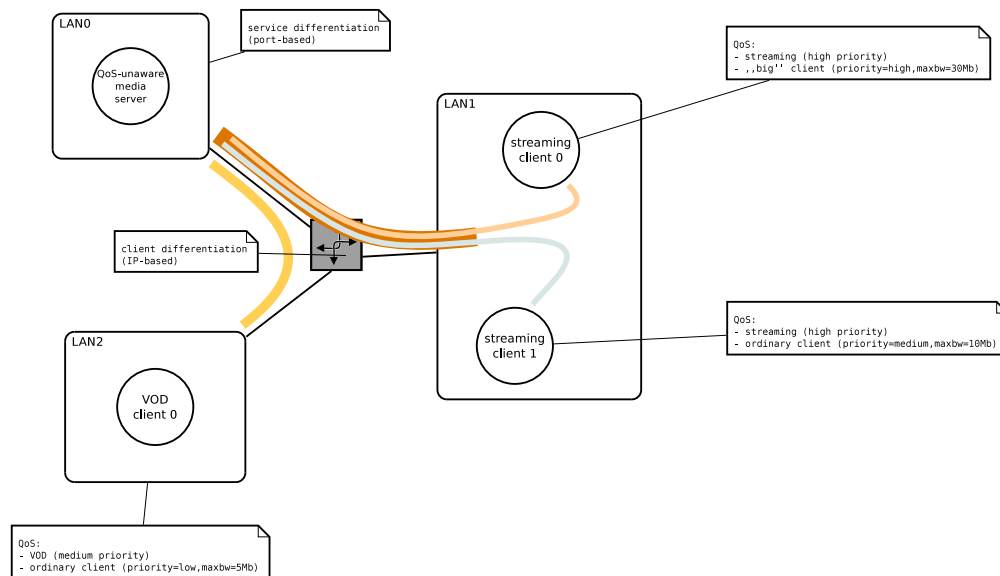 LAN0
QoS-unaware
media
server
service differentiation
(port-based)
QoS:
- streaming (high priority)
- ,,big'' client (priority=high,maxbw=30Mb)
LAN1
streaming
client 0
client differentiation
(IP-based)
streaming
client 1
QoS:
- streaming (high priority)
- ordinary client (priority=medium,maxbw=10Mb)
LAN2
VOD
client 0
QoS:
- VOD (medium priority)
- ordinary client (priority=low,maxbw=5Mb)